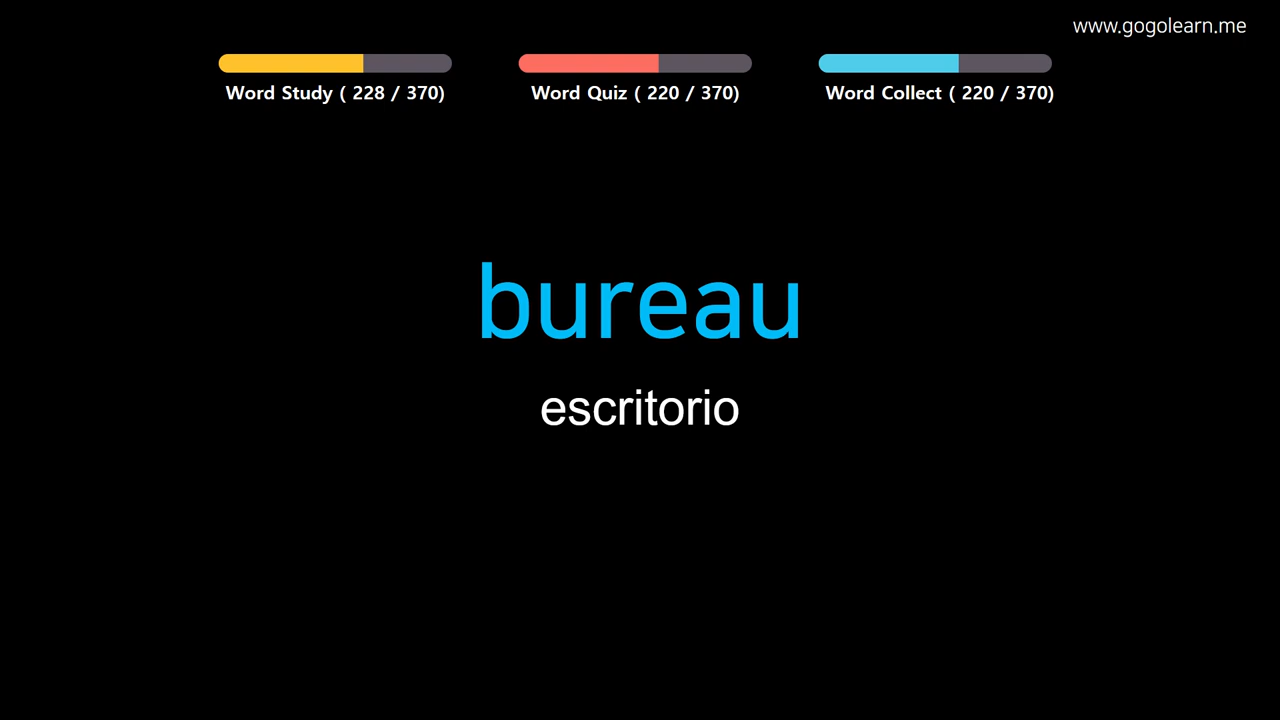 www.gogolearn.me
Word Study ( 228 / 370)
Word Quiz ( 220 / 370)
Word Collect ( 220 / 370)
bureau
escritorio